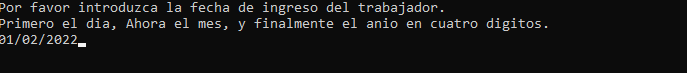 Por favor introduzca la fecha de ingreso del trabajador.
Primero el dia, Ahora el mes, y finalmente el anio en cuatro digitos.
01/02/2022